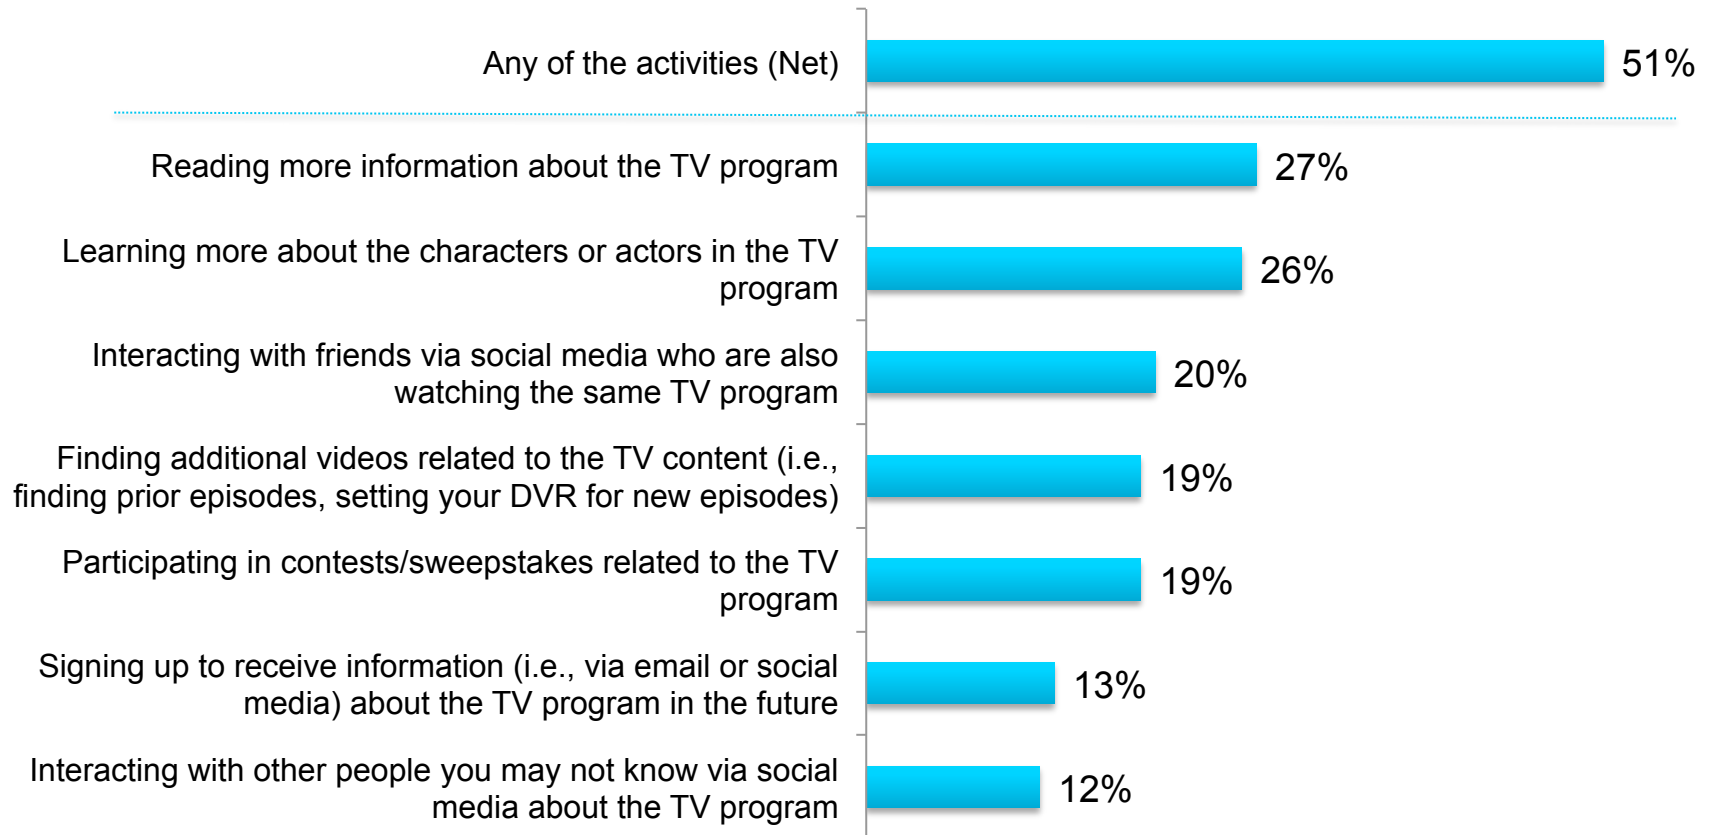 Any of the activities (Net)
51%
Reading more information about the TV program
27%
Learning more about the characters or actors in the TV
program
26%
Interacting with friends via social media who are also
watching the same TV program
20%
Finding additional videos related to the TV content (i.e.,
finding prior episodes, setting your DVR for new episodes)
19%
Participating in contests/sweepstakes related to the TV
program
19%
Signing up to receive information (i.e., via email or social
media) about the TV program in the future
13%
Interacting with other people you may not know via social
media about the TV program
12%